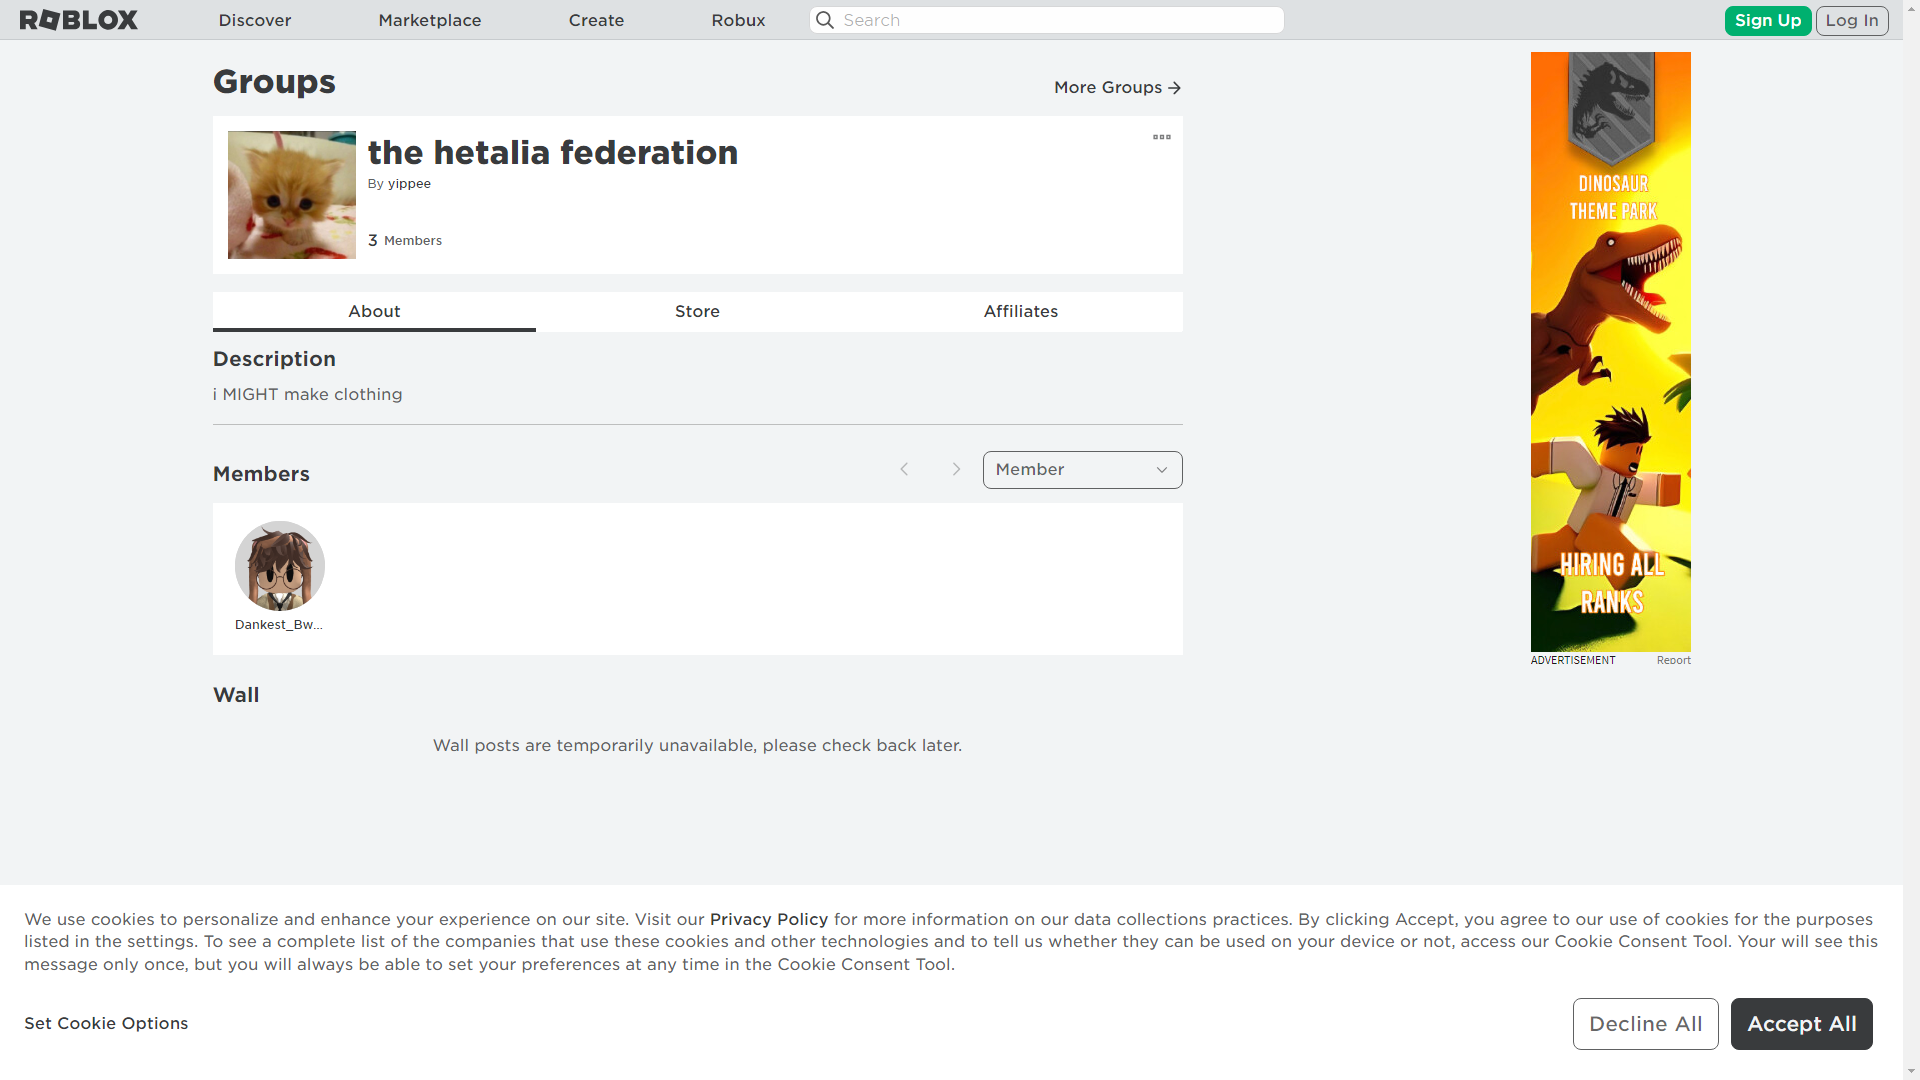 ROBLOX
Discover
Marketplace
Create
Robux
Search
Sign Up
Log In
Groups
More Groups
the hetalia federation
By yippee
3 Members
About
Store
Affiliates
Description
i MIGHT make clothing
Members
Member
Dankest_Bw...
Wall
Wall posts are temporarily unavailable, please check back later.
DINOSAUR
THEME PARK
HIRING ALL
RANKS
ADVERTISEMENT
Report
We use cookies to personalize and enhance your experience on our site. Visit our Privacy Policy for more information on our data collections practices. By clicking Accept, you agree to our use of cookies for the purposes
listed in the settings. To see a complete list of the companies that use these cookies and other technologies and to tell us whether they can be used on your device or not, access our Cookie Consent Tool. Your will see this
message only once, but you will always be able to set your preferences at any time in the Cookie Consent Tool.
Set Cookie Options
Decline All
Accept All